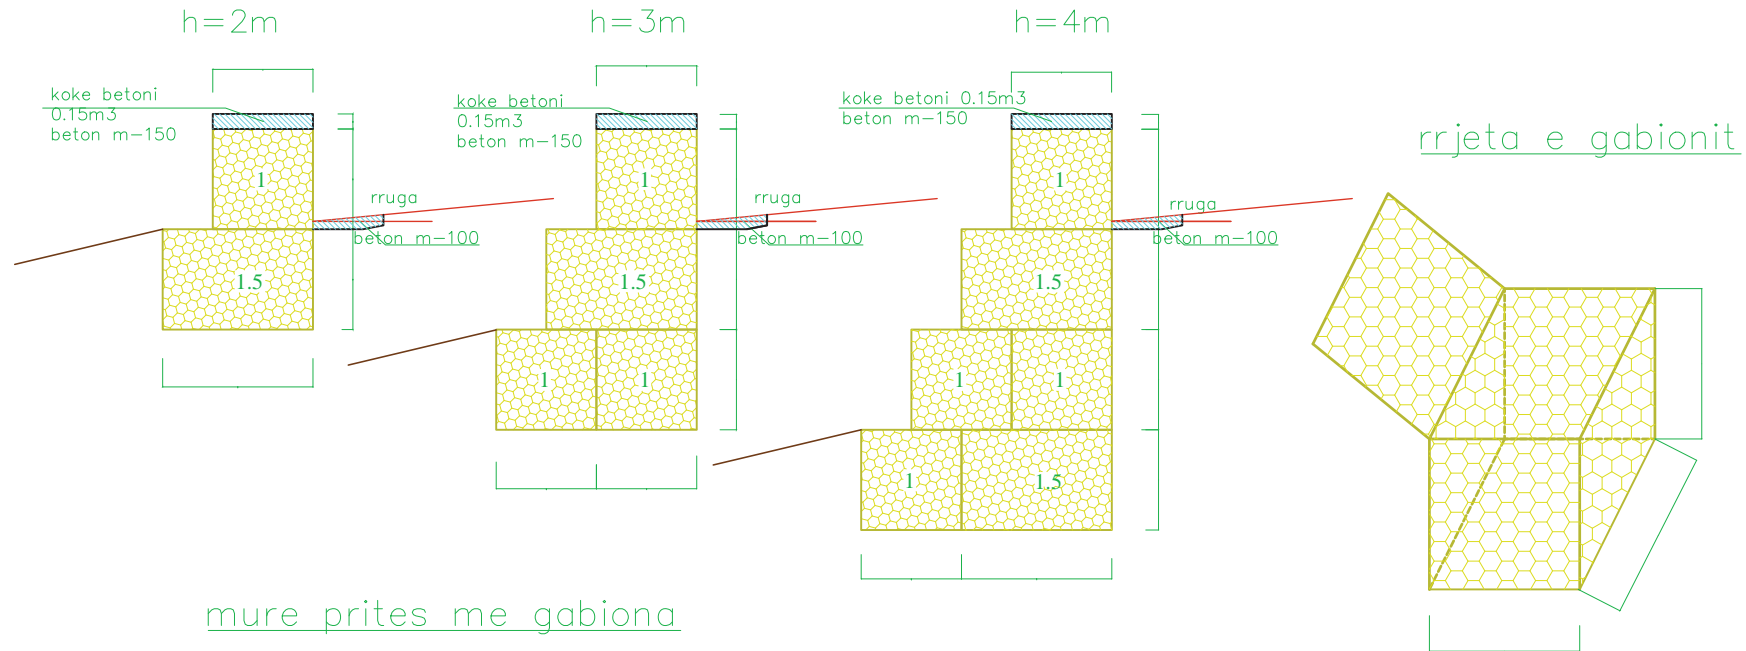 h=2m
h=3m
h=4m
koke betoni
0.15m3
beton m-150
koke betoni
0.15m3
beton m-150
koke betoni 0.15m3
beton m-150
rrjeta e gabionit
1
rruga
beton m-100
1.5
1
rruga
beton m-100
1.5
1
1
1
rruga
beton m-100
1.5
1
1
1
1.5
mure prites me gabiona